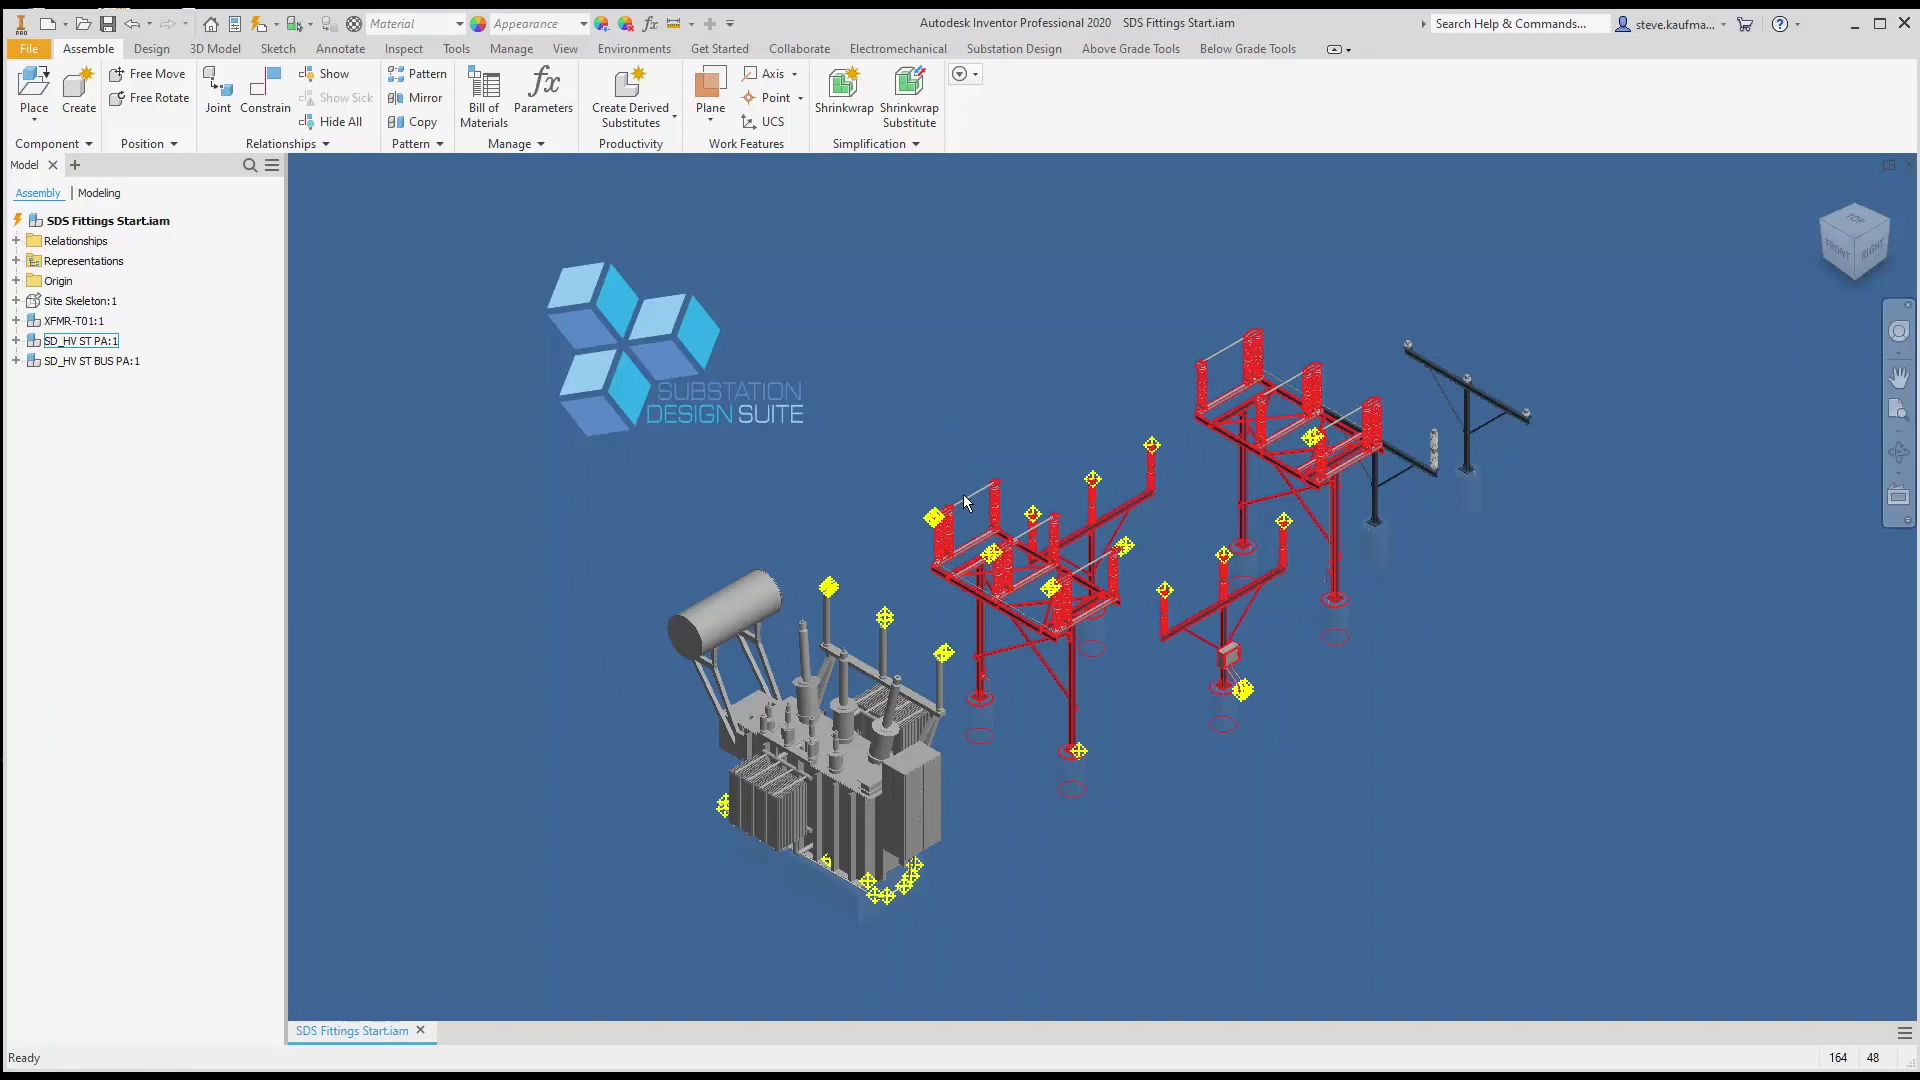 Material
Appearance
Autodesk Inventor Professional 2020 SDS Fittings Start.iam
Search Help & Commands...
steve.kaufma...
File Assemble Design 3D Model Sketch Annotate Inspect Tools Manage View Environments Get Started Collaborate Electromechanical Substation Design Above Grade Tools Below Grade Tools
Place
Create
Free Move
Free Rotate
Component
Position
Joint
Constrain
Show
Show Sick
Hide All
Relationships
Pattern
Mirror
Copy
Pattern
Bill of
Materials
Parameters
Manage
Create Derived
Substitutes
Productivity
Plane
Axis
Point
UCS
Work Features
Shrinkwrap
Shrinkwrap
Substitute
Simplification
Model
Assembly | Modeling
SDS Fittings Start.iam
Relationships
Representations
Origin
Site Skeleton:1
XFMR-T01:1
SD_HV ST PA:1
SD_HV ST BUS PA:1
SUBSTATION
DESIGN SUITE
TOP
FRONT
RIGHT
SDS Fittings Start.iam
Ready
164 48